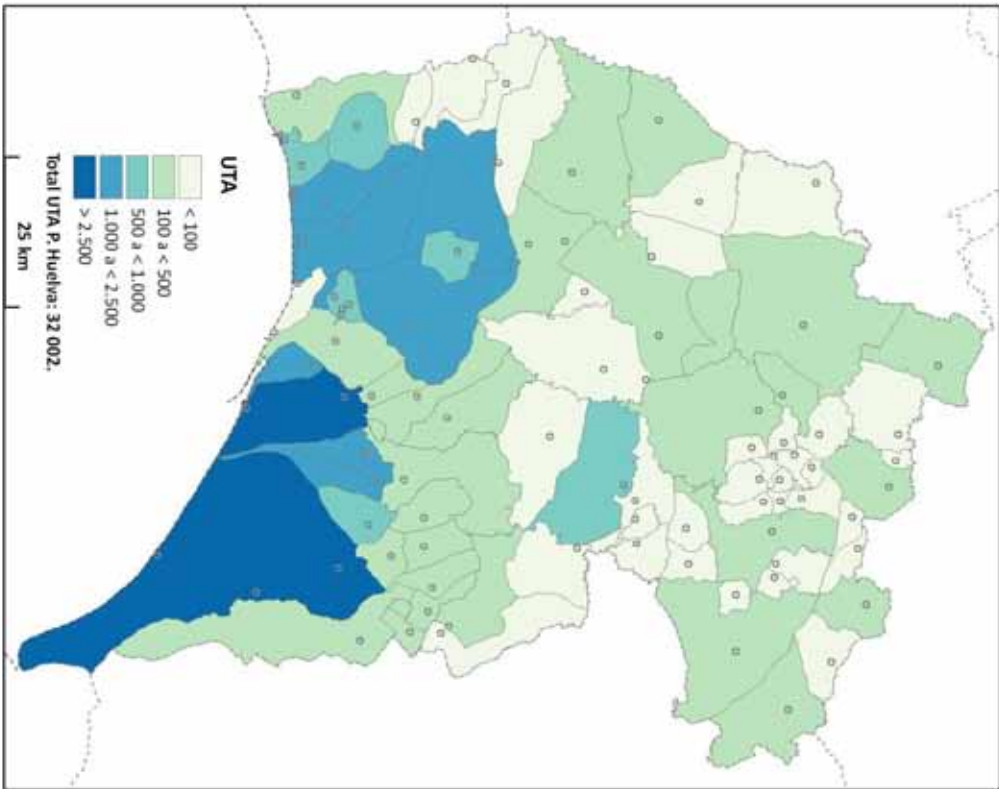 UTA
< 100
100 a < 500
500 a < 1.000
1.000 a < 2.500
> 2.500
Total UTA P. Huelva: 32 002.
25 km